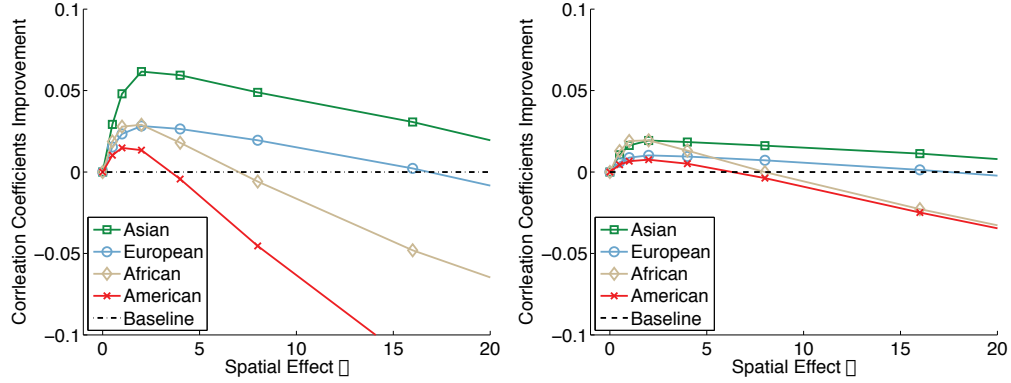 Corrleation Coefficients Improvement
0.1
0.05
0
−0.05
−0.1
Asian
European
African
American
Baseline
0
5
10
15
20
Spatial Effect
Corrleation Coefficients Improvement
0.1
0.05
0
−0.05
−0.1
Asian
European
African
American
Baseline
0
5
10
15
20
Spatial Effect